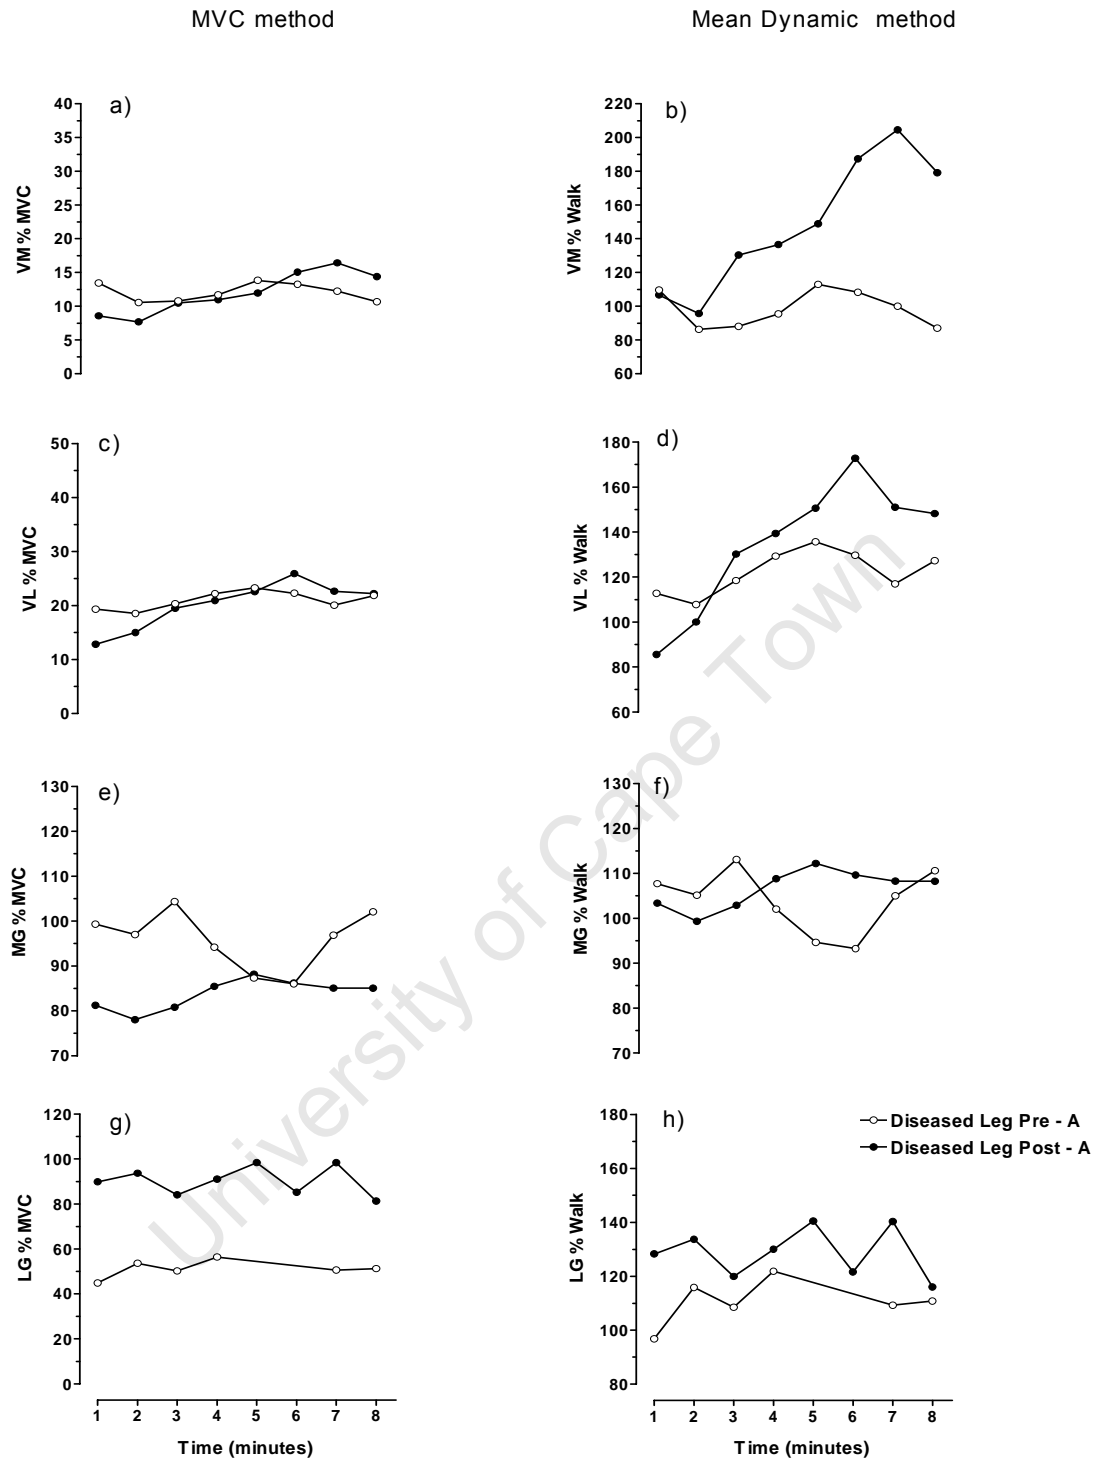 MVC method
Mean Dynamic method
a)
40
35
30
25
20
15
10
5
0
VM % MVC
b)
220
200
180
160
140
120
100
80
60
VM % Walk
c)
50
40
30
20
10
0
VL % MVC
d)
180
160
140
120
100
80
60
VL % Walk
e)
130
120
110
100
90
80
70
MG % MVC
f)
130
120
110
100
90
80
70
MG % Walk
g)
120
100
80
60
40
20
0
LG % MVC
1 2 3 4 5 6 7 8
Time (minutes)
h)
180
160
140
120
100
80
LG % Walk
1 2 3 4 5 6 7 8
Time (minutes)
Diseased Leg Pre - A
Diseased Leg Post - A
University of Cape Town